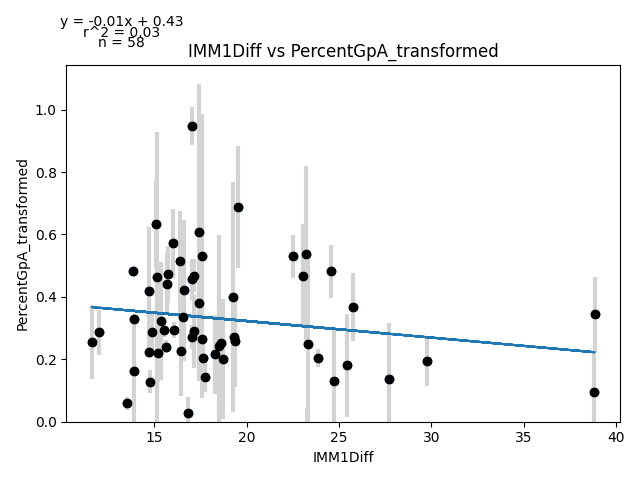 y = -0.01x + 0.43
r^2 = 0.03
n = 58
IMM1Diff vs PercentGpA_transformed
1.0
0.8
0.6
0.4
0.2
0.0
PercentGpA_transformed
15 20 25 30 35 40
IMM1Diff